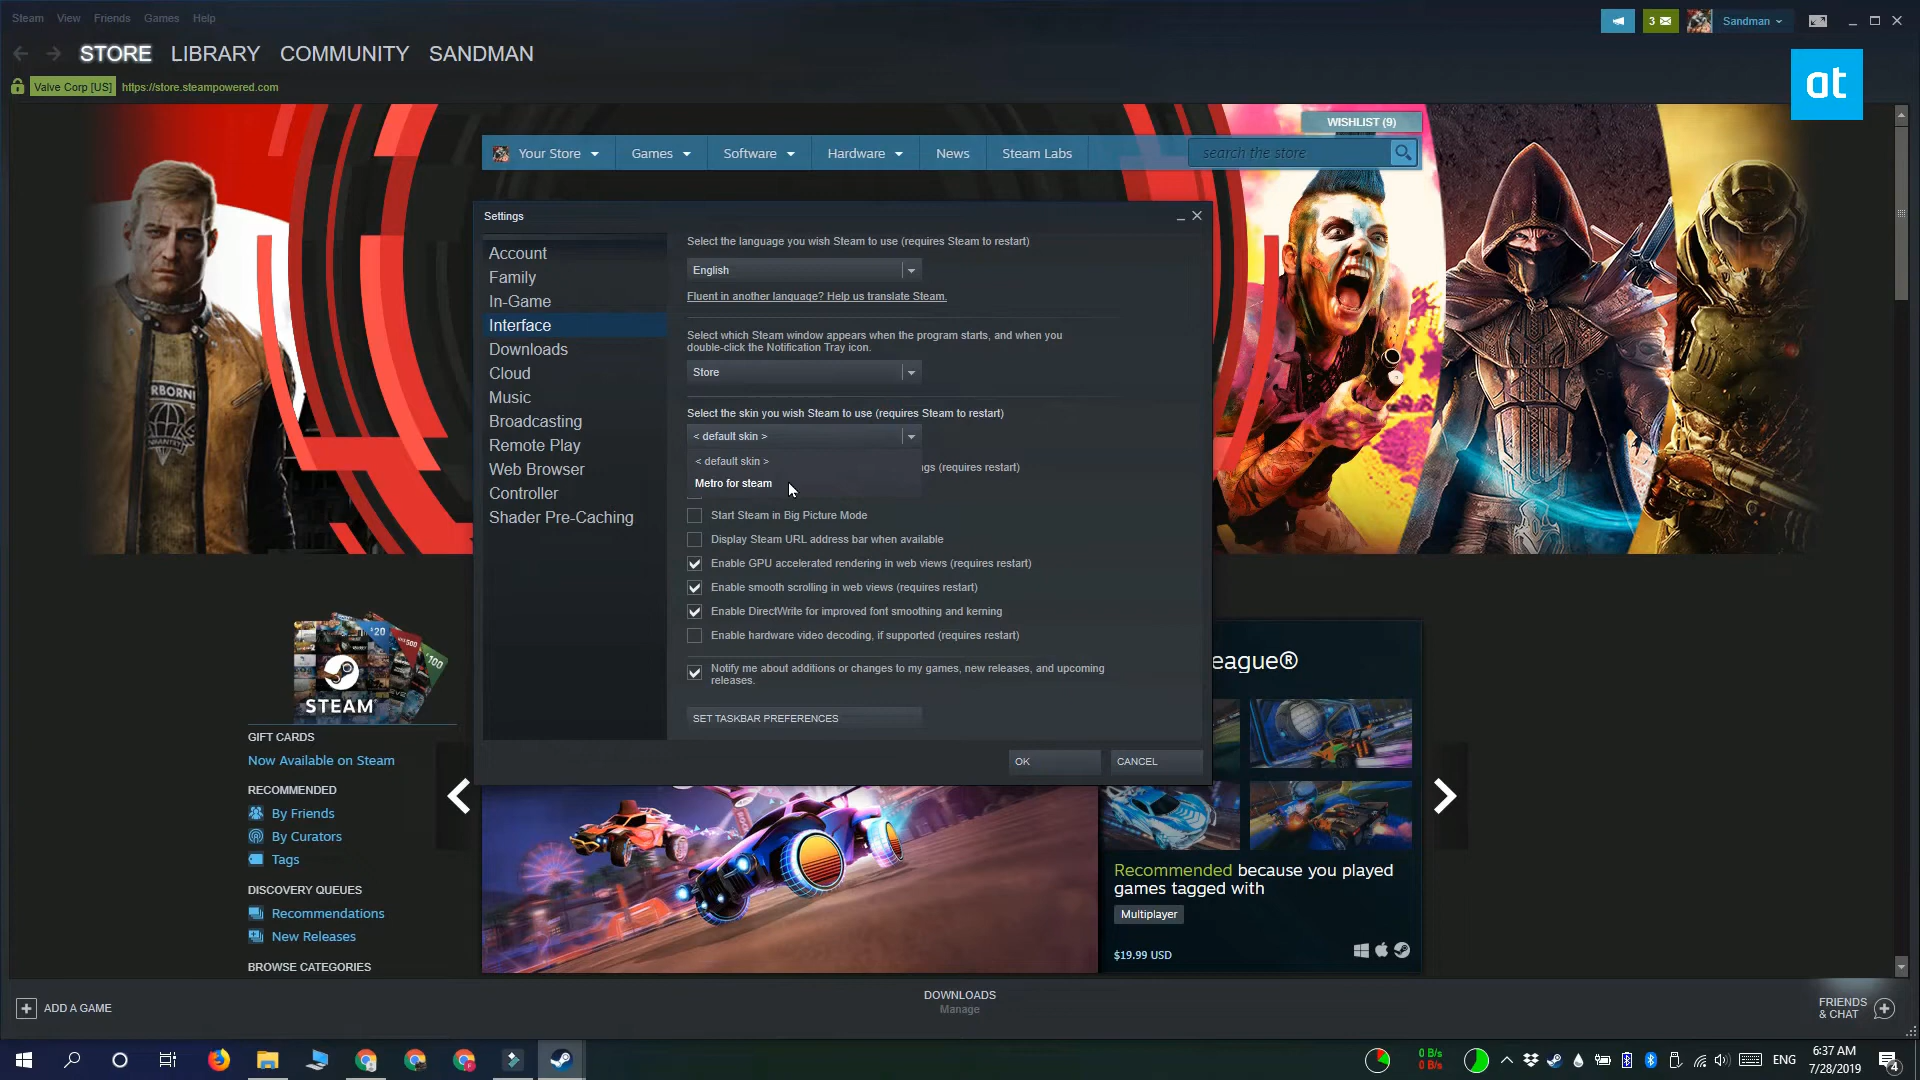 Steam View Friends Games Help
3
Sandman
STORE LIBRARY COMMUNITY SANDMAN
Valve Corp [US] https://store.steampowered.com
at
WISHLIST (9)
Your Store Games Software Hardware News Steam Labs
search the store
Settings
Account
Family
In-Game
Interface
Downloads
Cloud
Music
Broadcasting
Remote Play
Web Browser
Controller
Shader Pre-Caching
Select the language you wish Steam to use (requires Steam to restart)
English
Fluent in another language? Help us translate Steam.
Select which Steam window appears when the program starts, and when you
double-click the Notification Tray icon.
Store
Select the skin you wish Steam to use (requires Steam to restart)
< default skin >
< default skin >
Metro for steam
gs (requires restart)
Start Steam in Big Picture Mode
Display Steam URL address bar when available
Enable GPU accelerated rendering in web views (requires restart)
Enable smooth scrolling in web views (requires restart)
Enable DirectWrite for improved font smoothing and kerning
Enable hardware video decoding, if supported (requires restart)
Notify me about additions or changes to my games, new releases, and upcoming
releases.
SET TASKBAR PREFERENCES
OK CANCEL
RBORN
$20
$100
STEAM
GIFT CARDS
Now Available on Steam
RECOMMENDED
By Friends
By Curators
Tags
DISCOVERY QUEUES
Recommendations
New Releases
BROWSE CATEGORIES
eague®
Recommended because you played
games tagged with
Multiplayer
$19.99 USD
ADD A GAME
DOWNLOADS
Manage
FRIENDS
& CHAT
0 B/s
0 B/s
ENG
6:37 AM
7/28/2019
4